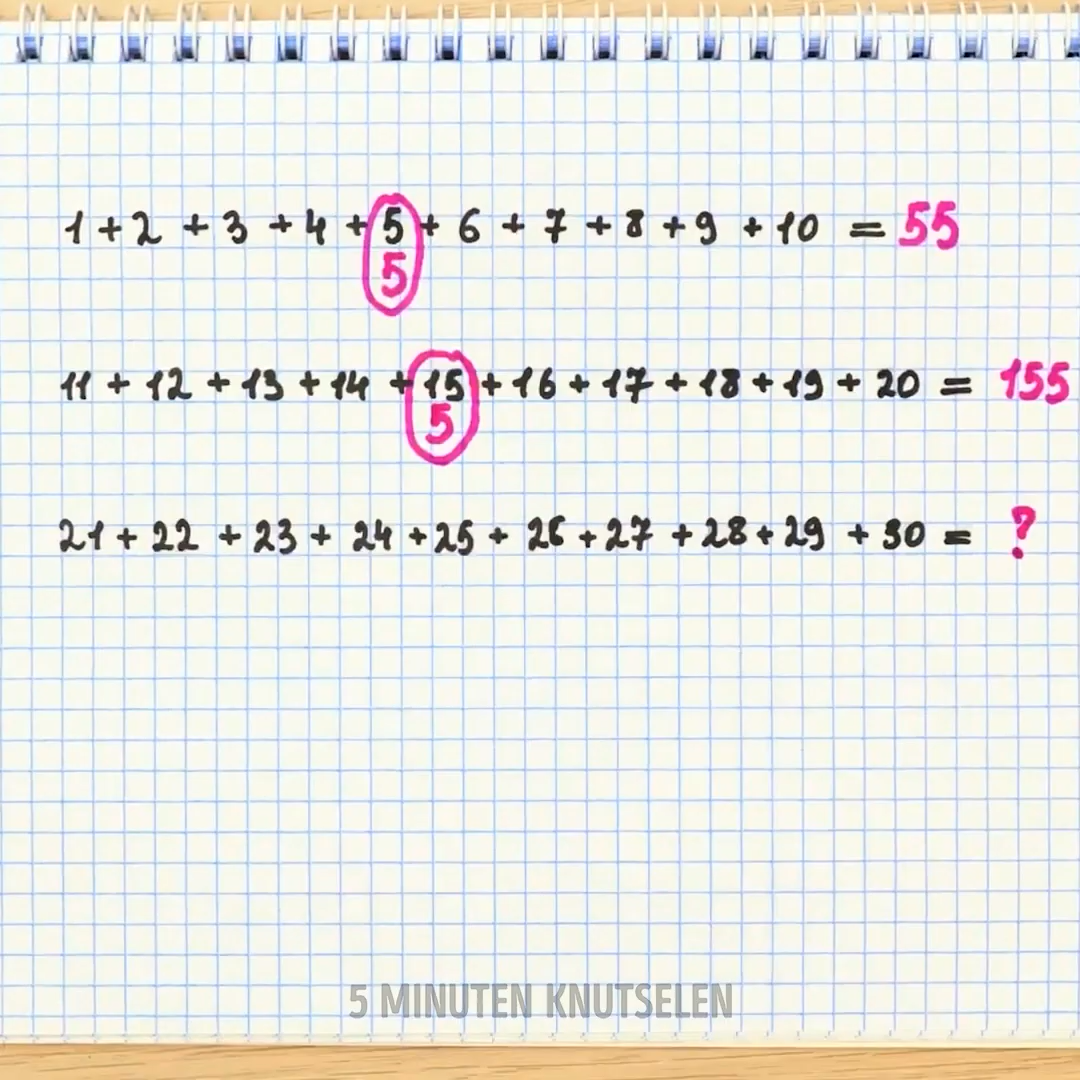 1 + 2 + 3 + 4 + 5 + 6 + 7 + 8 + 9 + 10 = 55
5
11 + 12 + 13 + 14 + 15 + 16 + 17 + 18 + 19 + 20 = 155
5
21 + 22 + 23 + 24 + 25 + 26 + 27 + 28 + 29 + 30 = ?
5 MINUTEN KNUTSELEN